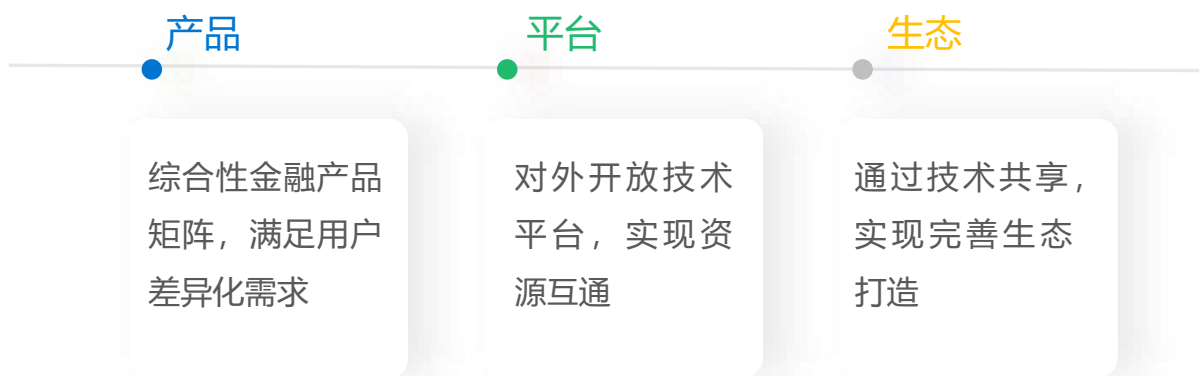 产品
平台
生态
综合性金融产品
矩阵，满足用户
差异化需求
对外开放技术
平台，实现资
源互通
通过技术共享，
实现完善生态
打造